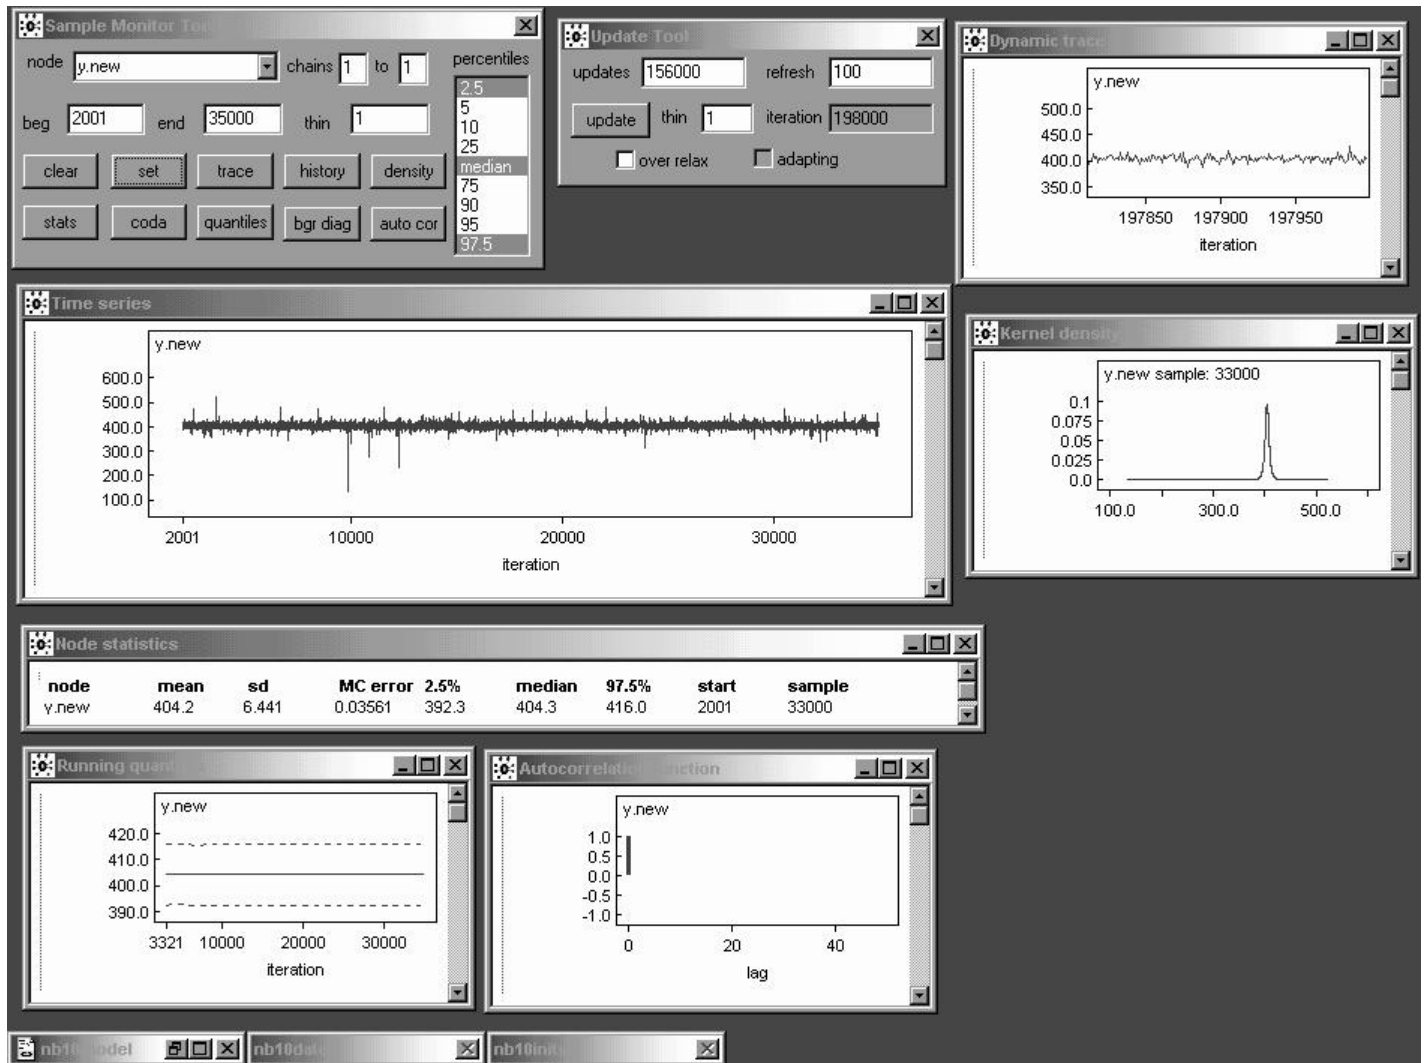 Sample Monitor Tool
node y.new chains 1 to 1 percentiles
2.5
5
10
25
median
75
90
95
97.5
beg 2001 end 35000 thin 1
clear set trace history density
stats coda quantiles bgr diag auto cor
Update Tool
updates 156000 refresh 100
update thin 1 iteration 198000
over relax adapting
Dynamic trace
y.new
500.0
450.0
400.0
350.0
197850 197900 197950
iteration
Time series
y.new
600.0
500.0
400.0
300.0
200.0
100.0
2001 10000 20000 30000
iteration
Kernel density
y.new sample: 33000
0.1
0.075
0.05
0.025
0.0
100.0 300.0 500.0
Node statistics
node mean sd MC error 2.5% median 97.5% start sample
y.new 404.2 6.441 0.03561 392.3 404.3 416.0 2001 33000
Running quantiles
y.new
420.0
410.0
400.0
390.0
3321 10000 20000 30000
iteration
Autocorrelation function
y.new
1.0
0.5
0.0
-0.5
-1.0
0 20 40
lag
nb10model
nb10data
nb10inits